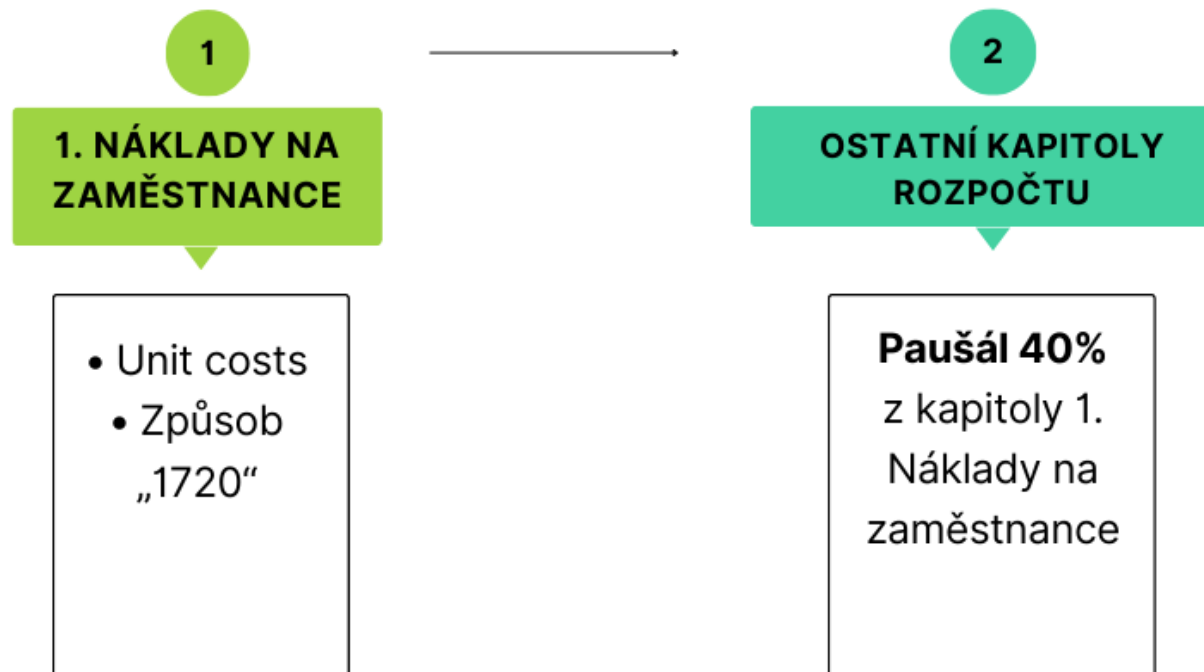 1
1. NÁKLADY NA
ZAMĚSTNANCE
• Unit costs
• Způsob
„1720“
2
OSTATNÍ KAPITOLY
ROZPOČTU
Paušál 40%
z kapitoly 1.
Náklady na
zaměstnance